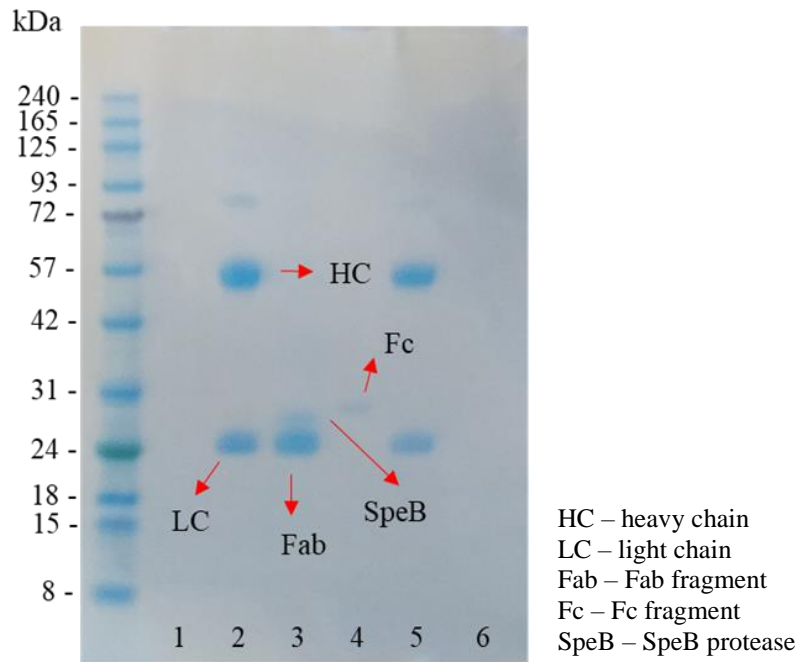 kDa
240 -
165 -
125 -
93 -
72 -
57 -
HC
42 -
Fc
31 -
24 -
18 -
LC
SpeB
15 -
Fab
8 -
1 2 3 4 5 6
HC – heavy chain
LC – light chain
Fab – Fab fragment
Fc – Fc fragment
SpeB – SpeB protease